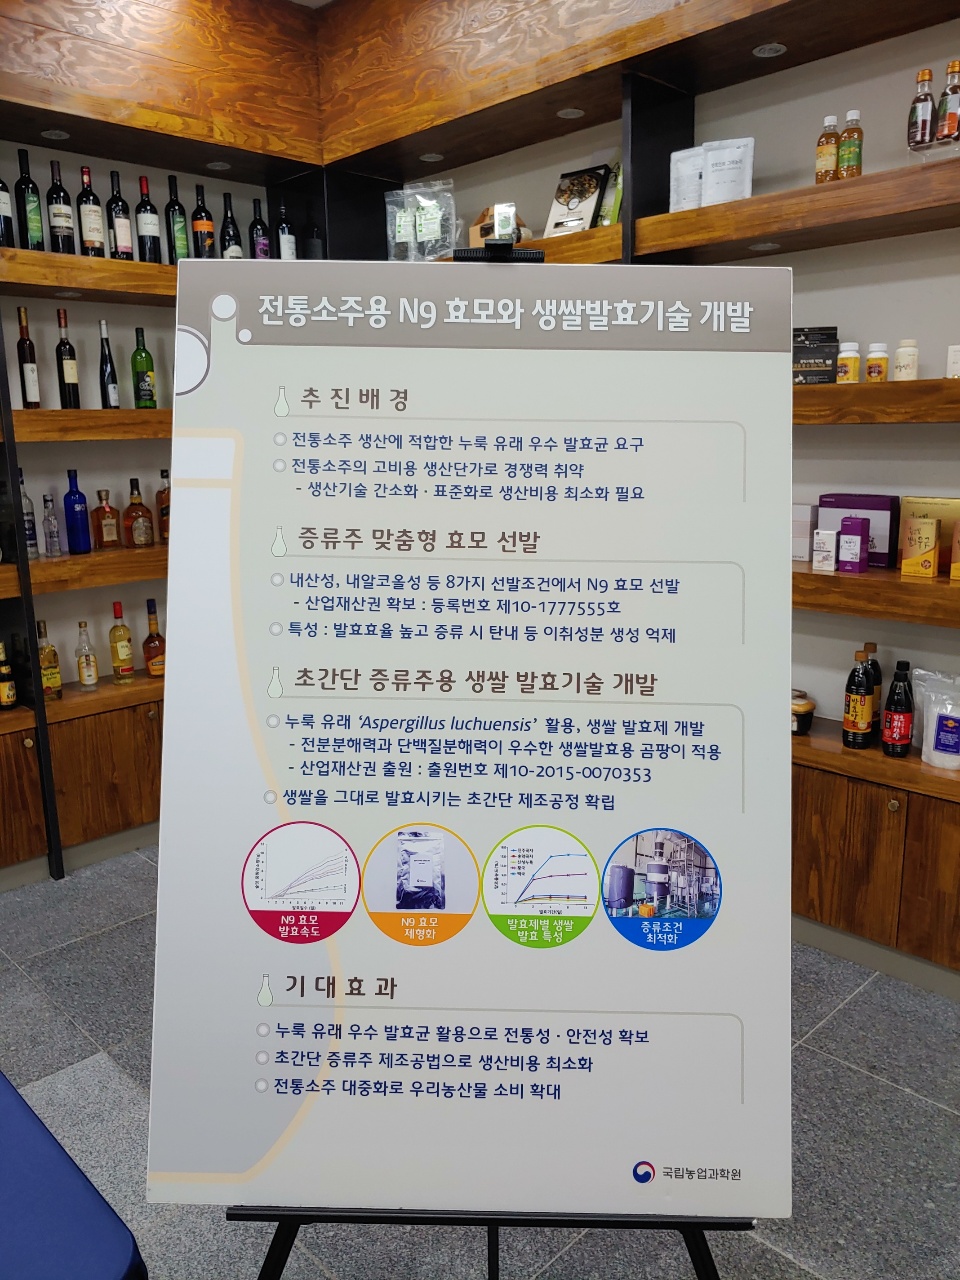 전통소주용 N9 효모와 생쌀발효기술 개발
추진배경
전통소주 생산에 적합한 누룩 유래 우수 발효균 요구
전통소주의 고비용 생산단가로 경쟁력 취약
- 생산기술 간소화 · 표준화로 생산비용 최소화 필요
증류주 맞춤형 효모 선발
내산성, 내알코올성 등 8가지 선발조건에서 N9 효모 선발
- 산업재산권 확보 : 등록번호 제10-1777555호
특성 : 발효효율 높고 증류 시 탄내 등 이취성분 생성 억제
초간단 증류주용 생쌀 발효기술 개발
누룩 유래 ‘Aspergillus luchuensis’ 활용, 생쌀 발효제 개발
- 전분분해력과 단백질분해력이 우수한 생쌀발효용 곰팡이 적용
- 산업재산권 출원 : 출원번호 제10-2015-0070353
생쌀을 그대로 발효시키는 초간단 제조공정 확립
N9 효모
발효속도
N9 효모
제형화
발효제별 생쌀
발효 특성
증류조건
최적화
기대효과
누룩 유래 우수 발효균 활용으로 전통성 · 안전성 확보
초간단 증류주 제조공법으로 생산비용 최소화
전통소주 대중화로 우리농산물 소비 확대
국립농업과학원